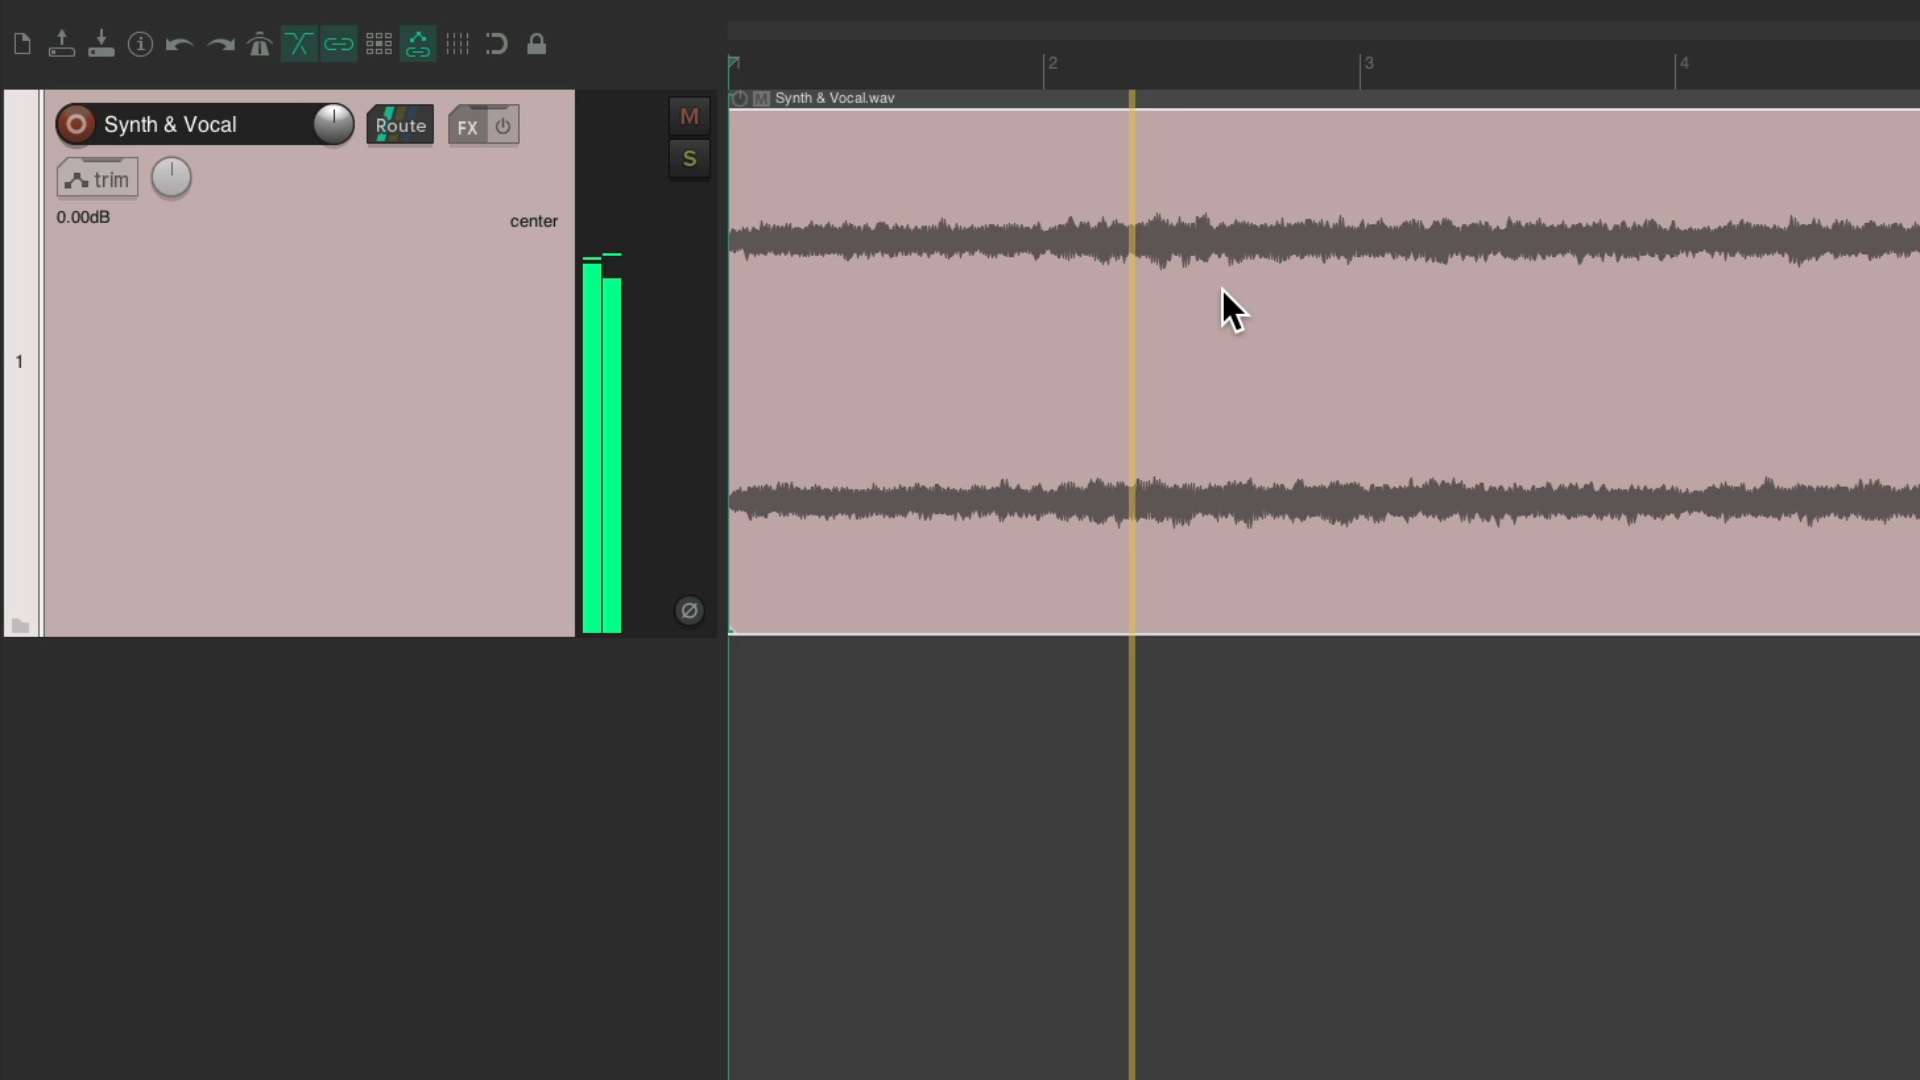 2
3
4
M Synth & Vocal.wav
Synth & Vocal
Route
FX
M
trim
S
0.00dB
center
1